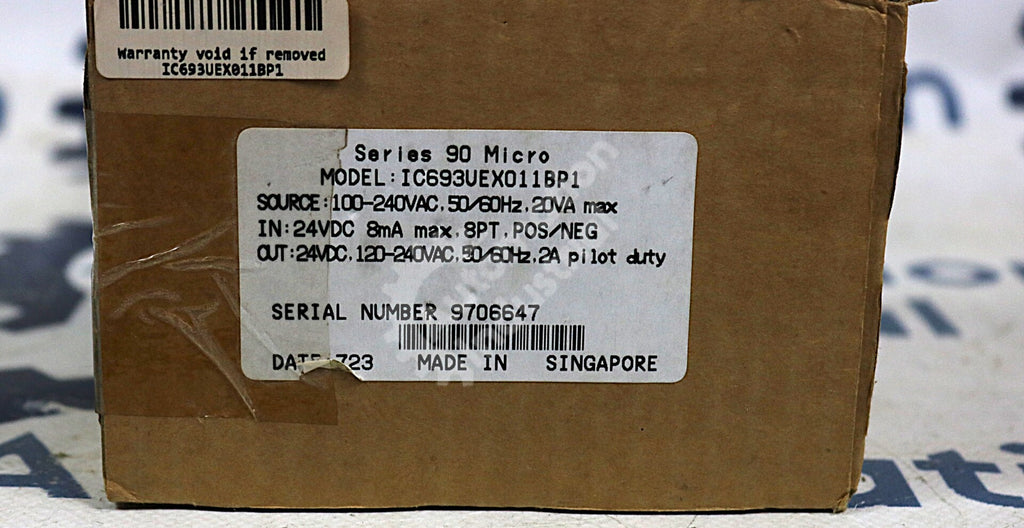 Warranty void if removed
IC693UEX011BP1
Series 90 Micro
MODEL:IC693UEX011BP1
SOURCE:100-240VAC,50/60Hz,20VA max
IN:24VDC 8mA max,8PT,POS/NEG
OUT:24VDC,120-240VAC,50/60Hz,2A pilot duty
SERIAL NUMBER 9706647
DATE 723 MADE IN SINGAPORE